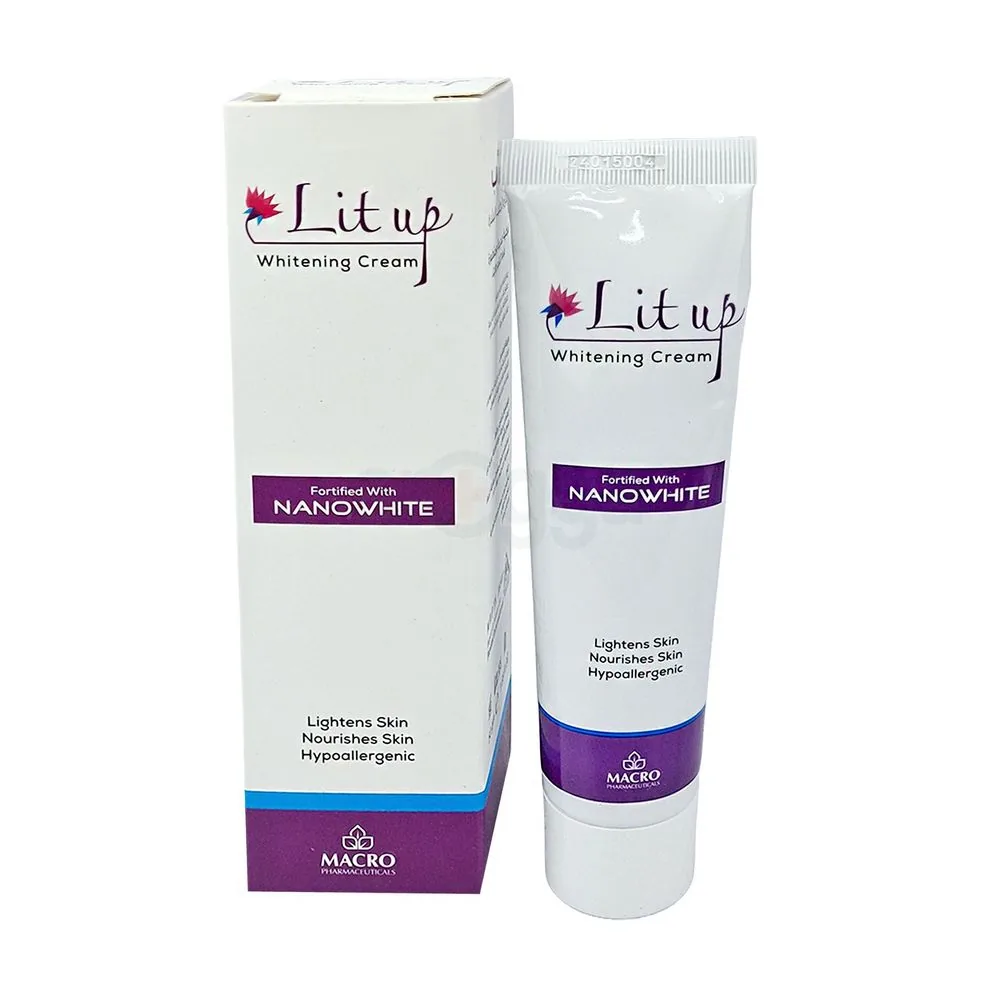 Lit up
Whitening Cream
Fortified With
NANOWHITE
Lightens Skin
Nourishes Skin
Hypoallergenic
MACRO
PHARMACEUTICALS
24015004
Lit up
Whitening Cream
Fortified With
NANOWHITE
Lightens Skin
Nourishes Skin
Hypoallergenic
MACRO
PHARMACEUTICALS